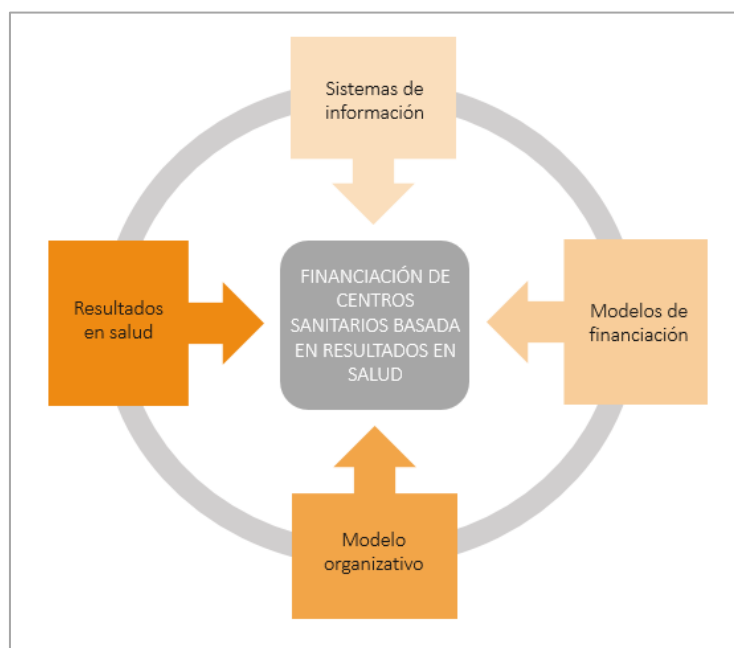 Sistemas de
información
Resultados
en salud
FINANCIACIÓN DE
CENTROS
SANITARIOS BASADA
EN RESULTADOS EN
SALUD
Modelos de
financiación
Modelo
organizativo